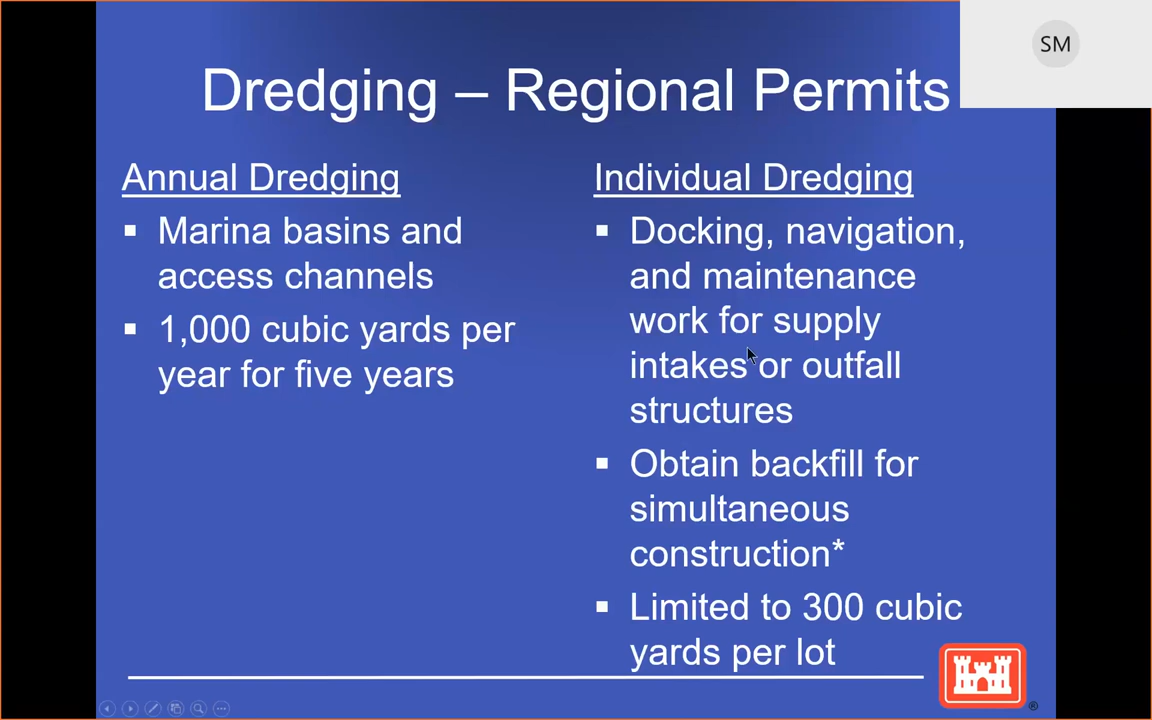 SM
Dredging – Regional Permits
Annual Dredging
▪ Marina basins and
access channels
▪ 1,000 cubic yards per
year for five years
Individual Dredging
▪ Docking, navigation,
and maintenance
work for supply
intakes or outfall
structures
▪ Obtain backfill for
simultaneous
construction*
▪ Limited to 300 cubic
yards per lot
®